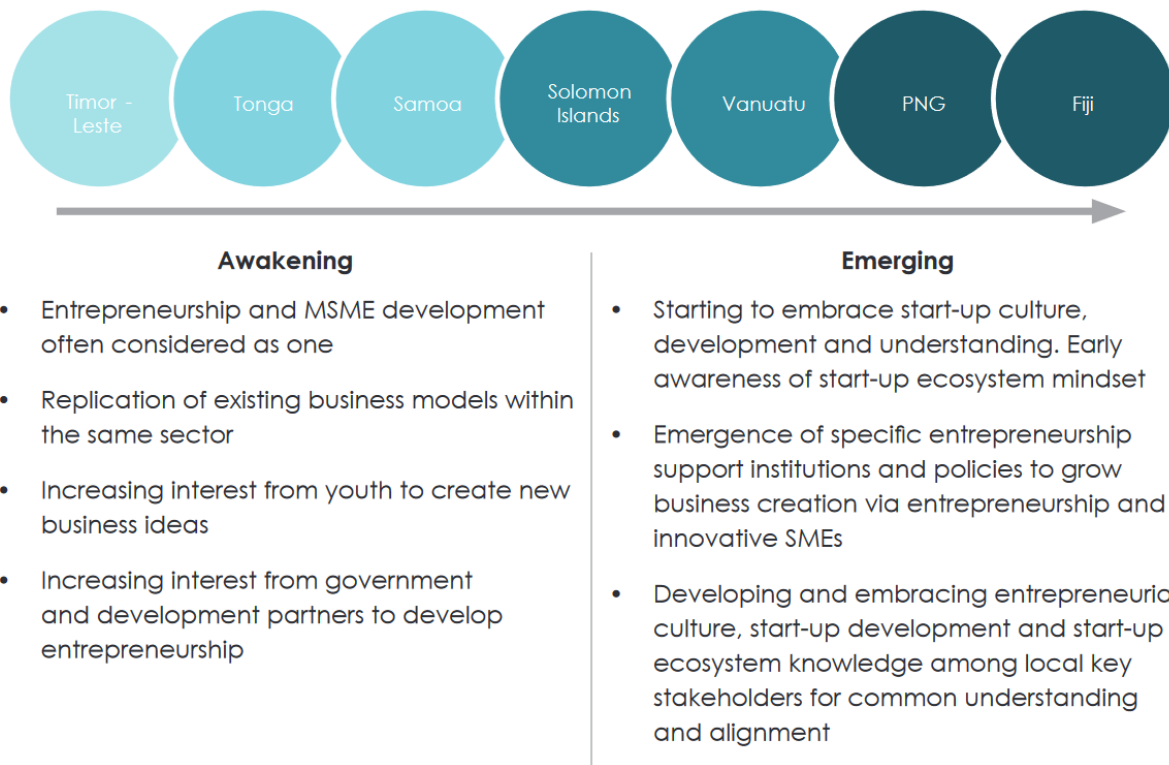 Timor -
Leste
Tonga
Samoa
Solomon
Islands
Vanuatu
PNG
Fiji
Awakening
• Entrepreneurship and MSME development
often considered as one
• Replication of existing business models within
the same sector
• Increasing interest from youth to create new
business ideas
• Increasing interest from government
and development partners to develop
entrepreneurship
Emerging
• Starting to embrace start-up culture,
development and understanding. Early
awareness of start-up ecosystem mindset
• Emergence of specific entrepreneurship
support institutions and policies to grow
business creation via entrepreneurship and
innovative SMEs
• Developing and embracing entrepreneuria
culture, start-up development and start-up
ecosystem knowledge among local key
stakeholders for common understanding
and alignment